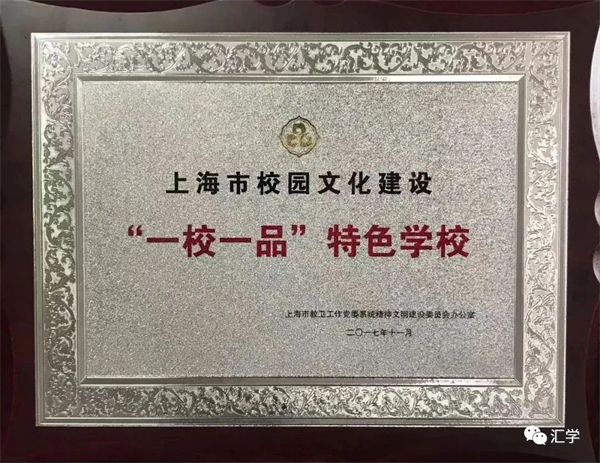 上海市校园文化建设
“一校一品”特色学校
上海市教卫工作党委系统精神文明建设委员会办公室
二〇一七年十一月
汇学